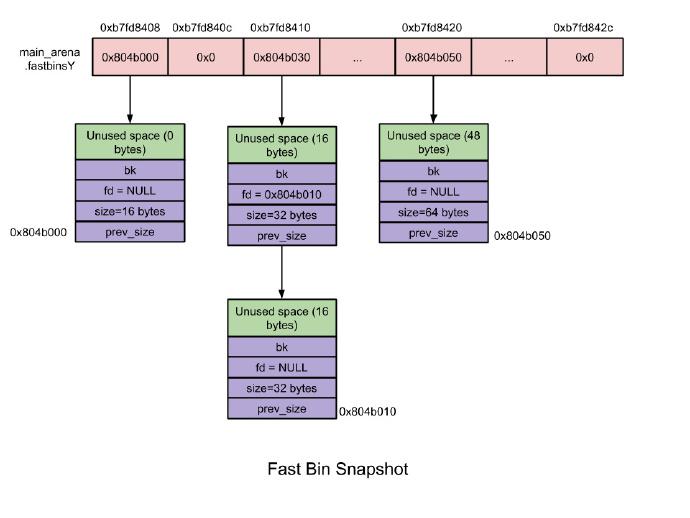 0xb7fd8408
0xb7fd840c
0xb7fd8410
0xb7fd8420
0xb7fd842c
main_arena
.fastbinsY
0x804b000
0x0
0x804b030
...
0x804b050
...
0x0
Unused space (0
bytes)
bk
fd = NULL
size=16 bytes
prev_size
0x804b000
Unused space (16
bytes)
bk
fd = 0x804b010
size=32 bytes
prev_size
Unused space (48
bytes)
bk
fd = NULL
size=64 bytes
prev_size
0x804b050
Unused space (16
bytes)
bk
fd = NULL
size=32 bytes
prev_size
0x804b010
Fast Bin Snapshot